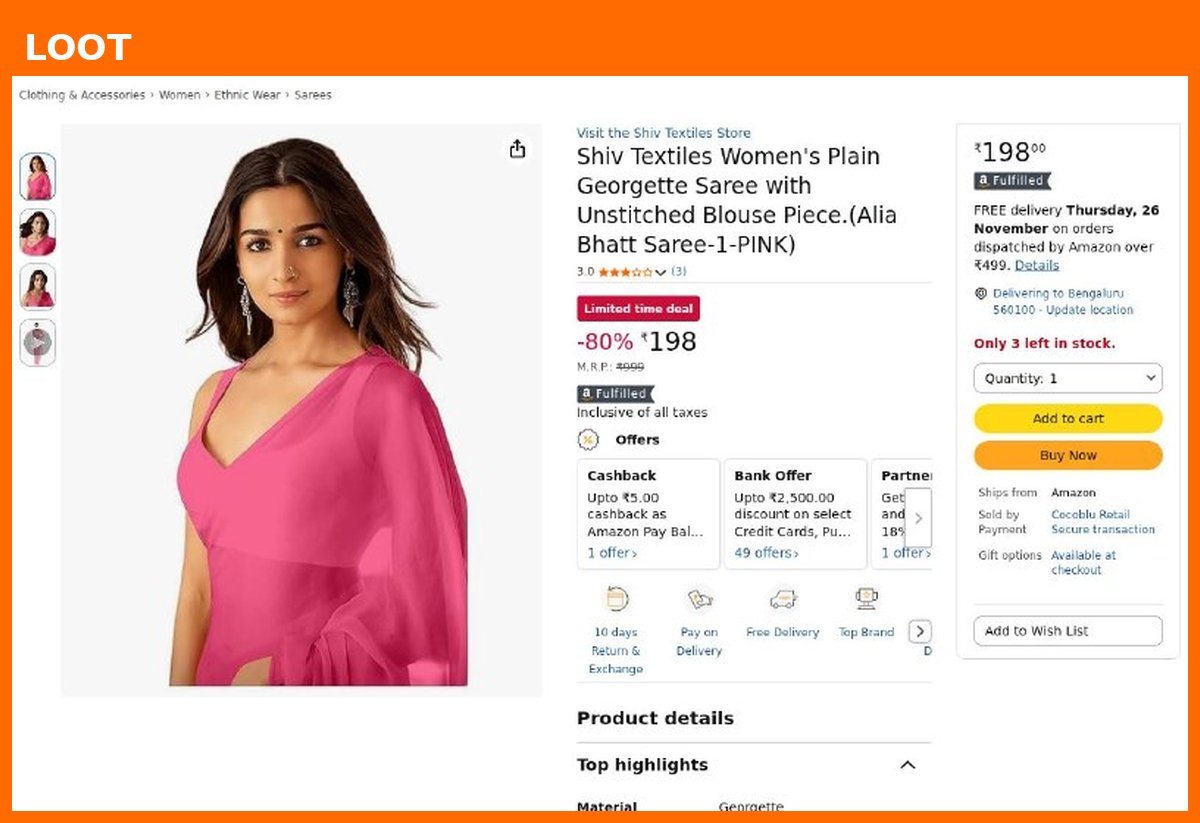 LOOT
Clothing & Accessories › Women › Ethnic Wear › Sarees
Visit the Shiv Textiles Store
Shiv Textiles Women's Plain
Georgette Saree with
Unstitched Blouse Piece.(Alia
Bhatt Saree-1-PINK)
3.0 (3)
Limited time deal
-80% ₹198
M.R.P.: ₹999
a Fulfilled
Inclusive of all taxes
Offers
Cashback
Upto ₹5.00
cashback as
Amazon Pay Bal...
1 offer›
Bank Offer
Upto ₹2,500.00
discount on select
Credit Cards, Pu...
49 offers›
Partner
Get
and
18%
1 offer›
10 days
Return &
Exchange
Pay on
Delivery
Free Delivery
Top Brand
D
Product details
Top highlights
Material Georgette
₹198⁰⁰
a Fulfilled
FREE delivery Thursday, 26
November on orders
dispatched by Amazon over
₹499. Details
Delivering to Bengaluru
560100 - Update location
Only 3 left in stock.
Quantity: 1
Add to cart
Buy Now
Ships from Amazon
Sold by Cocoblu Retail
Payment Secure transaction
Gift options Available at
checkout
Add to Wish List